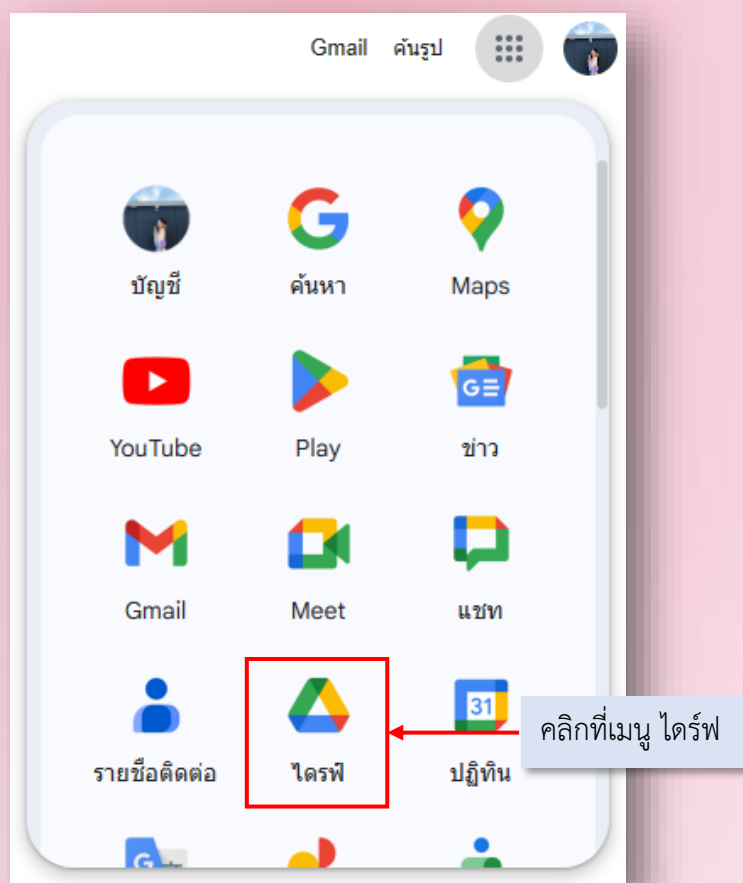 Gmail ค้นรูป
บัญชี ค้นหา Maps
YouTube Play ข่าว
Gmail Meet แชท
31
คลิกที่เมนู ไดร์ฟ
รายชื่อติดต่อ ไดรฟ์ ปฏิทิน